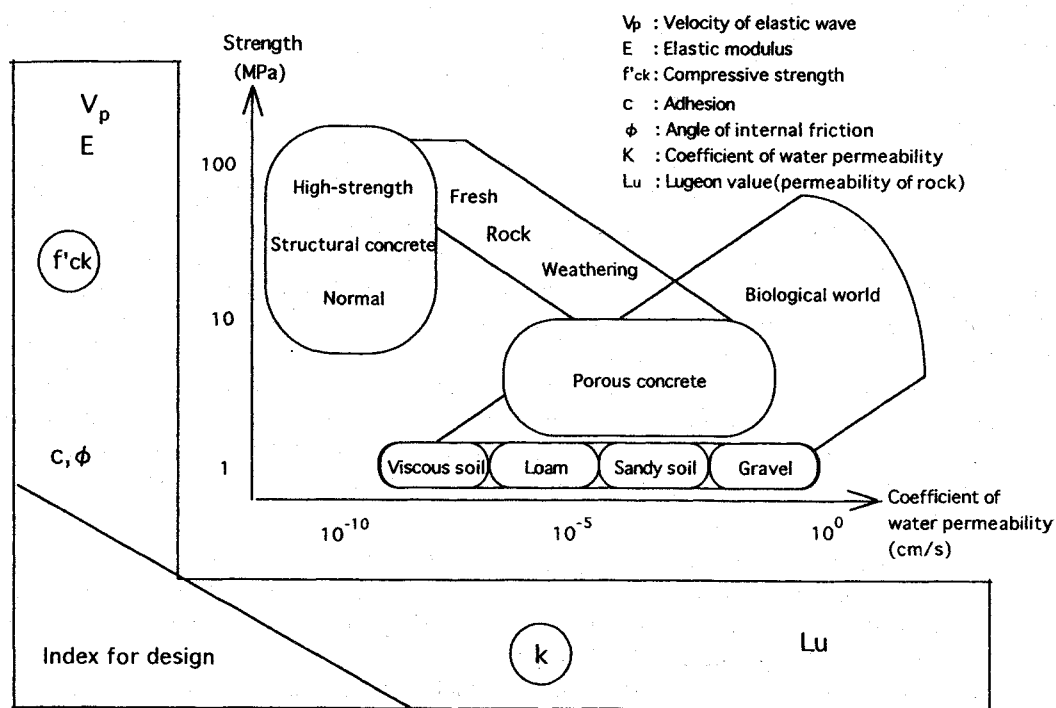 Vp : Velocity of elastic wave
E : Elastic modulus
f'ck : Compressive strength
c : Adhesion
ϕ : Angle of internal friction
K : Coefficient of water permeability
Lu : Lugeon value(permeability of rock)
Strength
(MPa)
100
10
1
Vp
E
f'ck
c, ϕ
High-strength
Structural concrete
Normal
Fresh
Rock
Weathering
Biological world
Porous concrete
Viscous soil
Loam
Sandy soil
Gravel
10^-10
10^-5
10^0
Coefficient of
water permeability
(cm/s)
Index for design
k
Lu